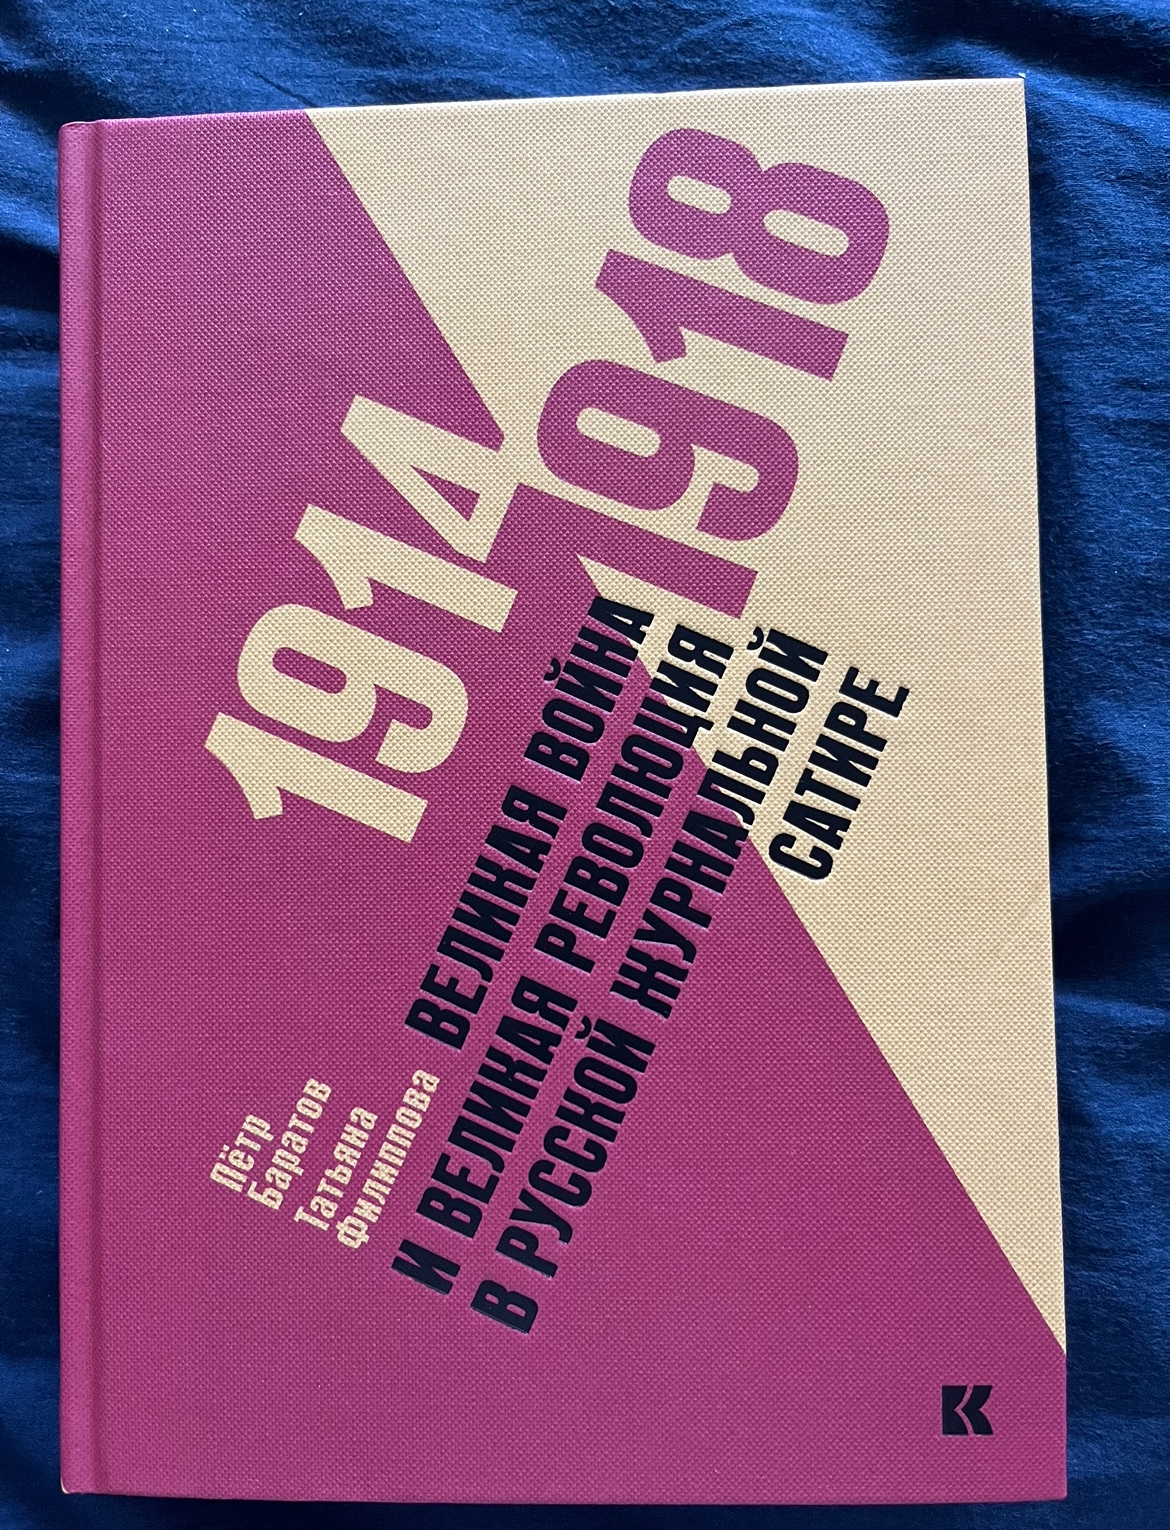 1914
1918
Пётр
Баратов
Татьяна
Филиппова
ВЕЛИКАЯ ВОЙНА
И ВЕЛИКАЯ РЕВОЛЮЦИЯ
В РУССКОЙ ЖУРНАЛЬНОЙ
САТИРЕ
К